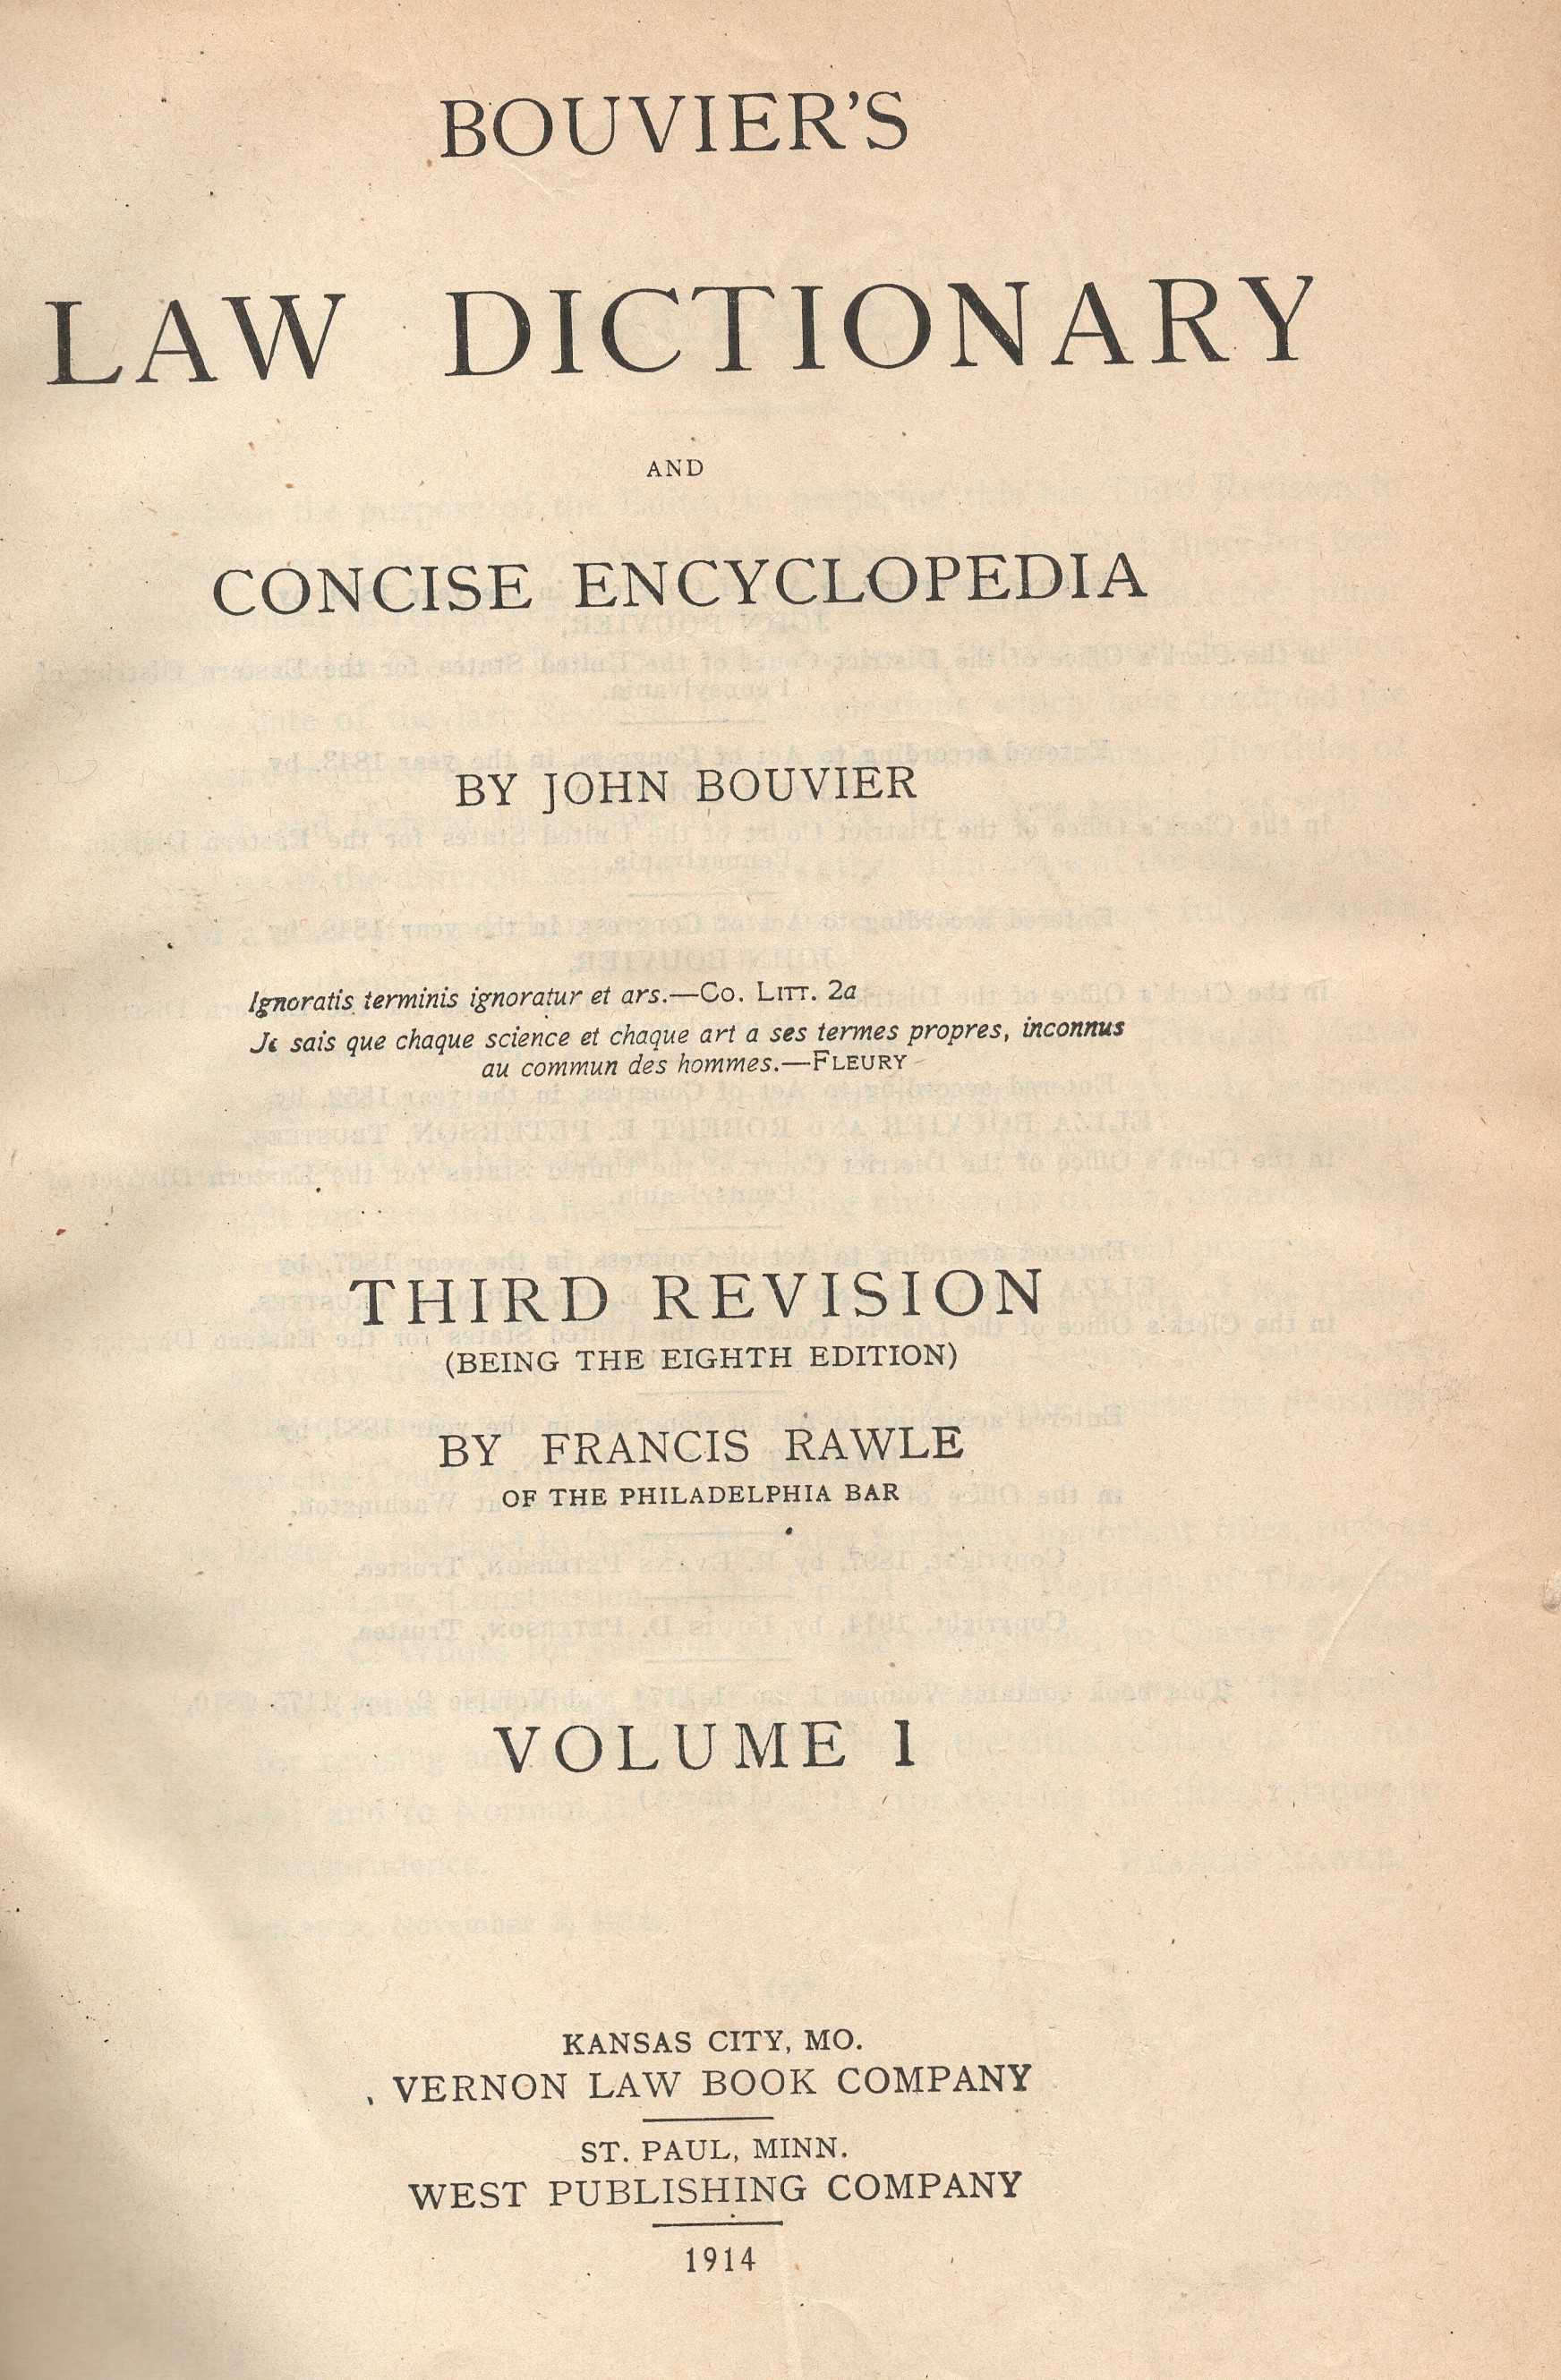 BOUVIER'S
LAW DICTIONARY
AND
CONCISE ENCYCLOPEDIA
BY JOHN BOUVIER
Ignoratis terminis ignoratur et ars.—Co. Litt. 2a
Je sais que chaque science et chaque art a ses termes propres, inconnus
au commun des hommes.—Fleury
THIRD REVISION
(BEING THE EIGHTH EDITION)
BY FRANCIS RAWLE
OF THE PHILADELPHIA BAR
VOLUME I
KANSAS CITY, MO.
VERNON LAW BOOK COMPANY
ST. PAUL, MINN.
WEST PUBLISHING COMPANY
1914